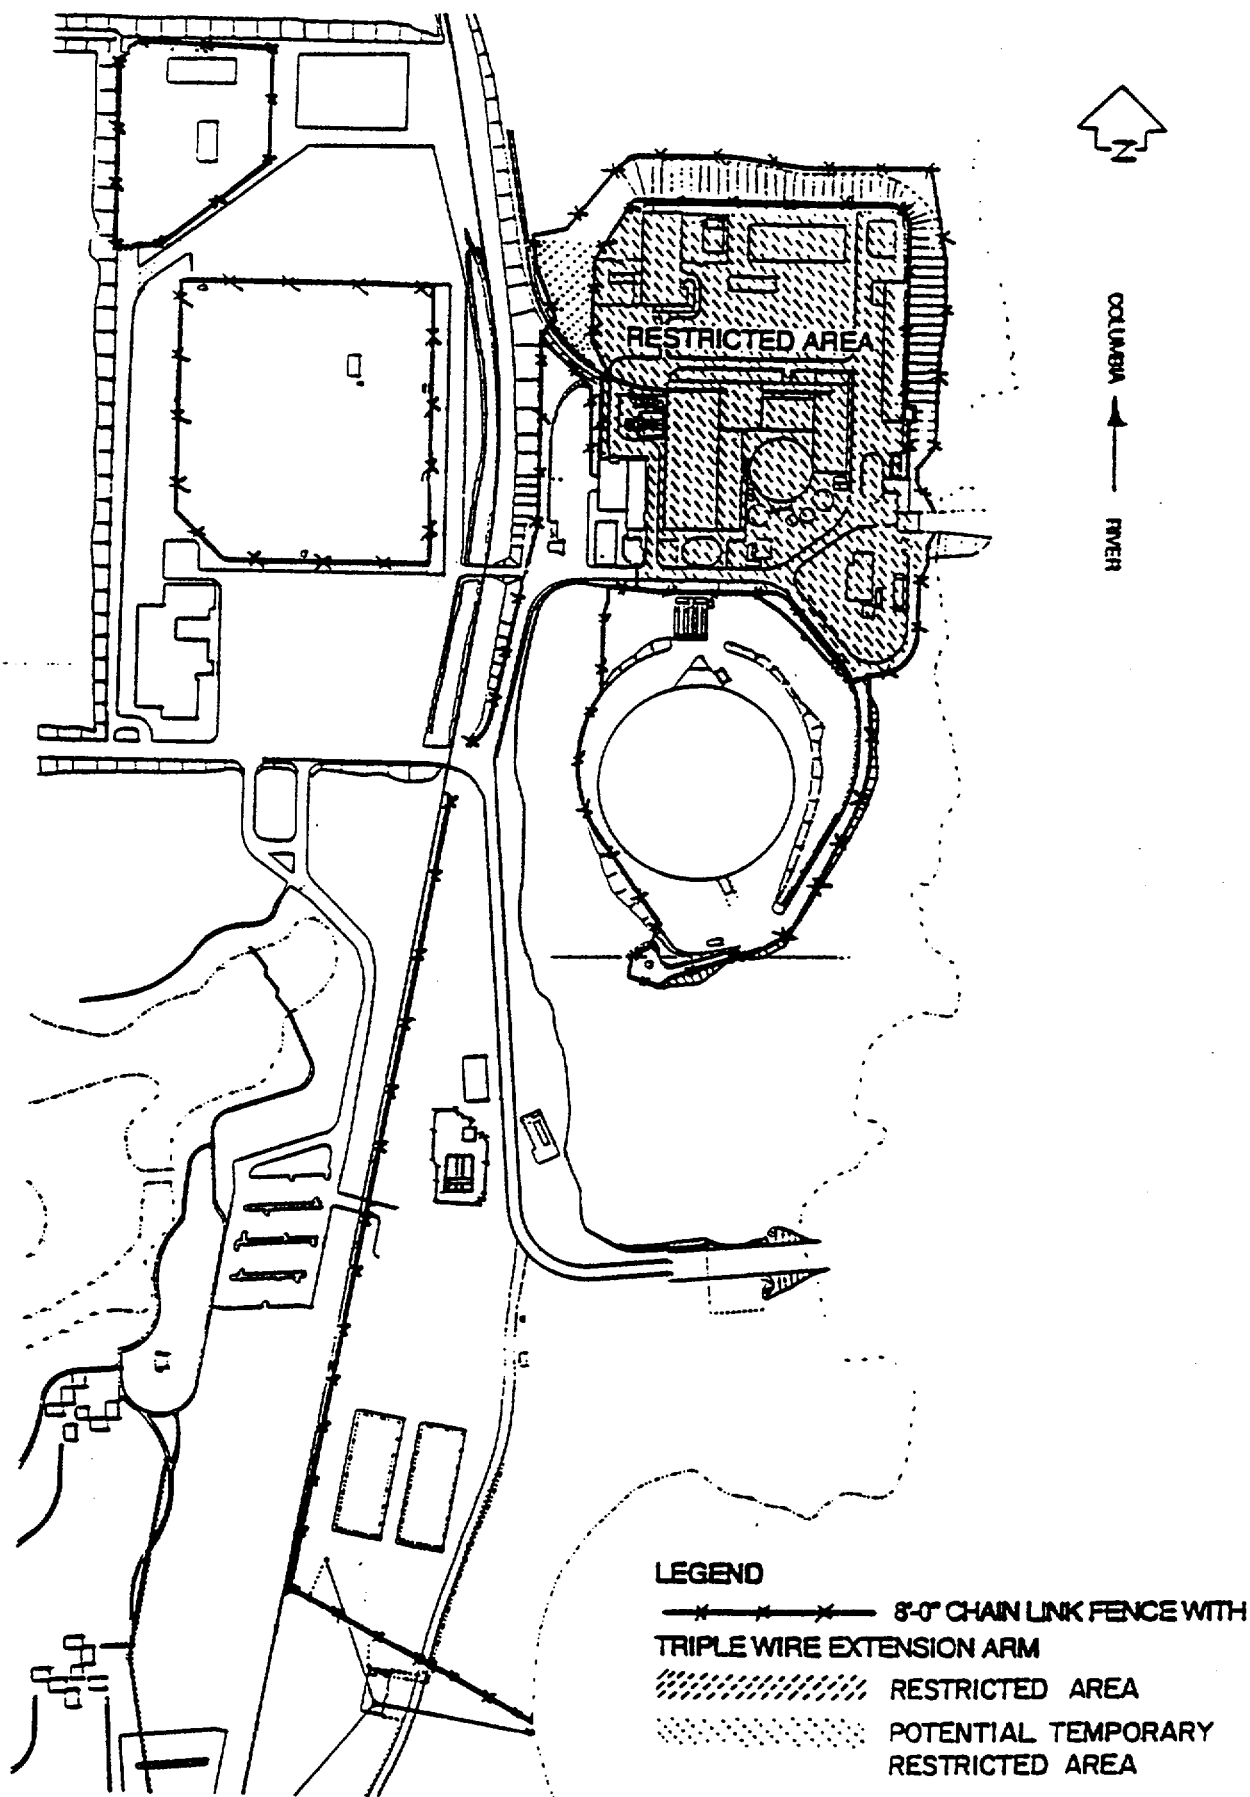 N
RESTRICTED AREA
COLUMBIA
RIVER
LEGEND
8'-0" CHAIN LINK FENCE WITH
TRIPLE WIRE EXTENSION ARM
RESTRICTED AREA
POTENTIAL TEMPORARY
RESTRICTED AREA